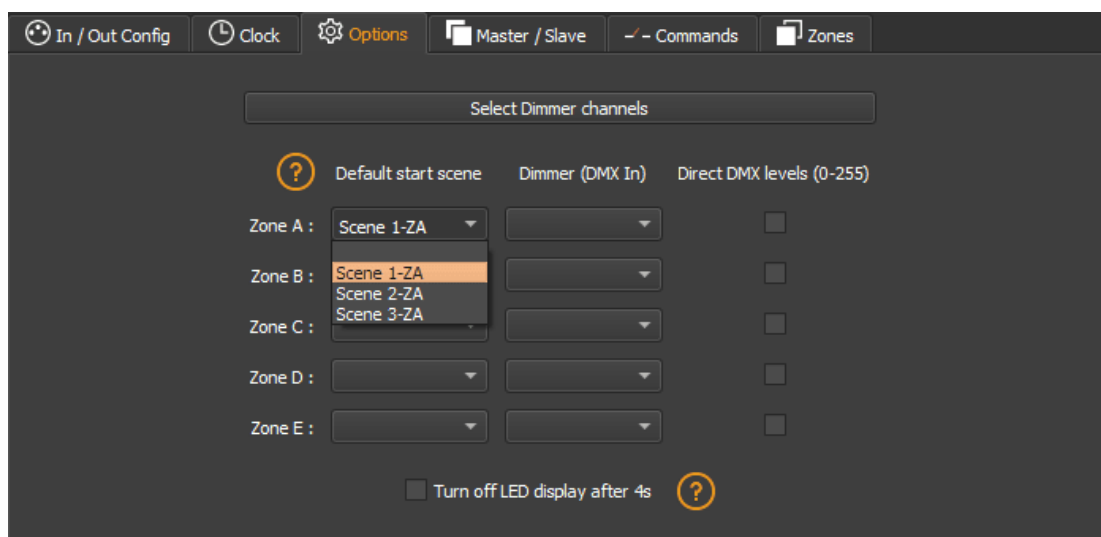 In / Out Config Clock Options Master / Slave Commands Zones
Select Dimmer channels
? Default start scene Dimmer (DMX In) Direct DMX levels (0-255)
Zone A : Scene 1-ZA
Zone B : Scene 1-ZA
Scene 2-ZA
Zone C : Scene 3-ZA
Zone D :
Zone E :
Turn off LED display after 4s ?